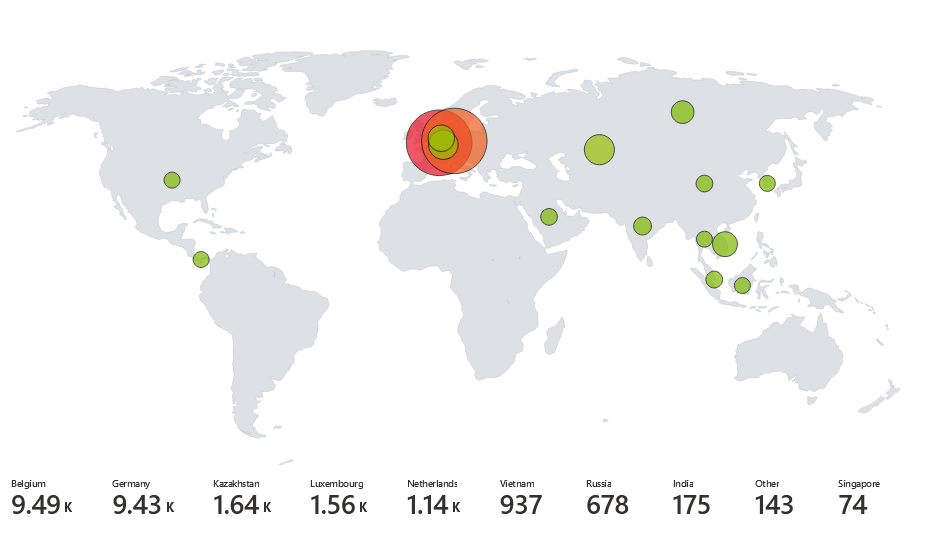 Belgium Germany Kazakhstan Luxembourg Netherlands Vietnam Russia India Other Singapore
9.49 K 9.43 K 1.64 K 1.56 K 1.14 K 937 678 175 143 74